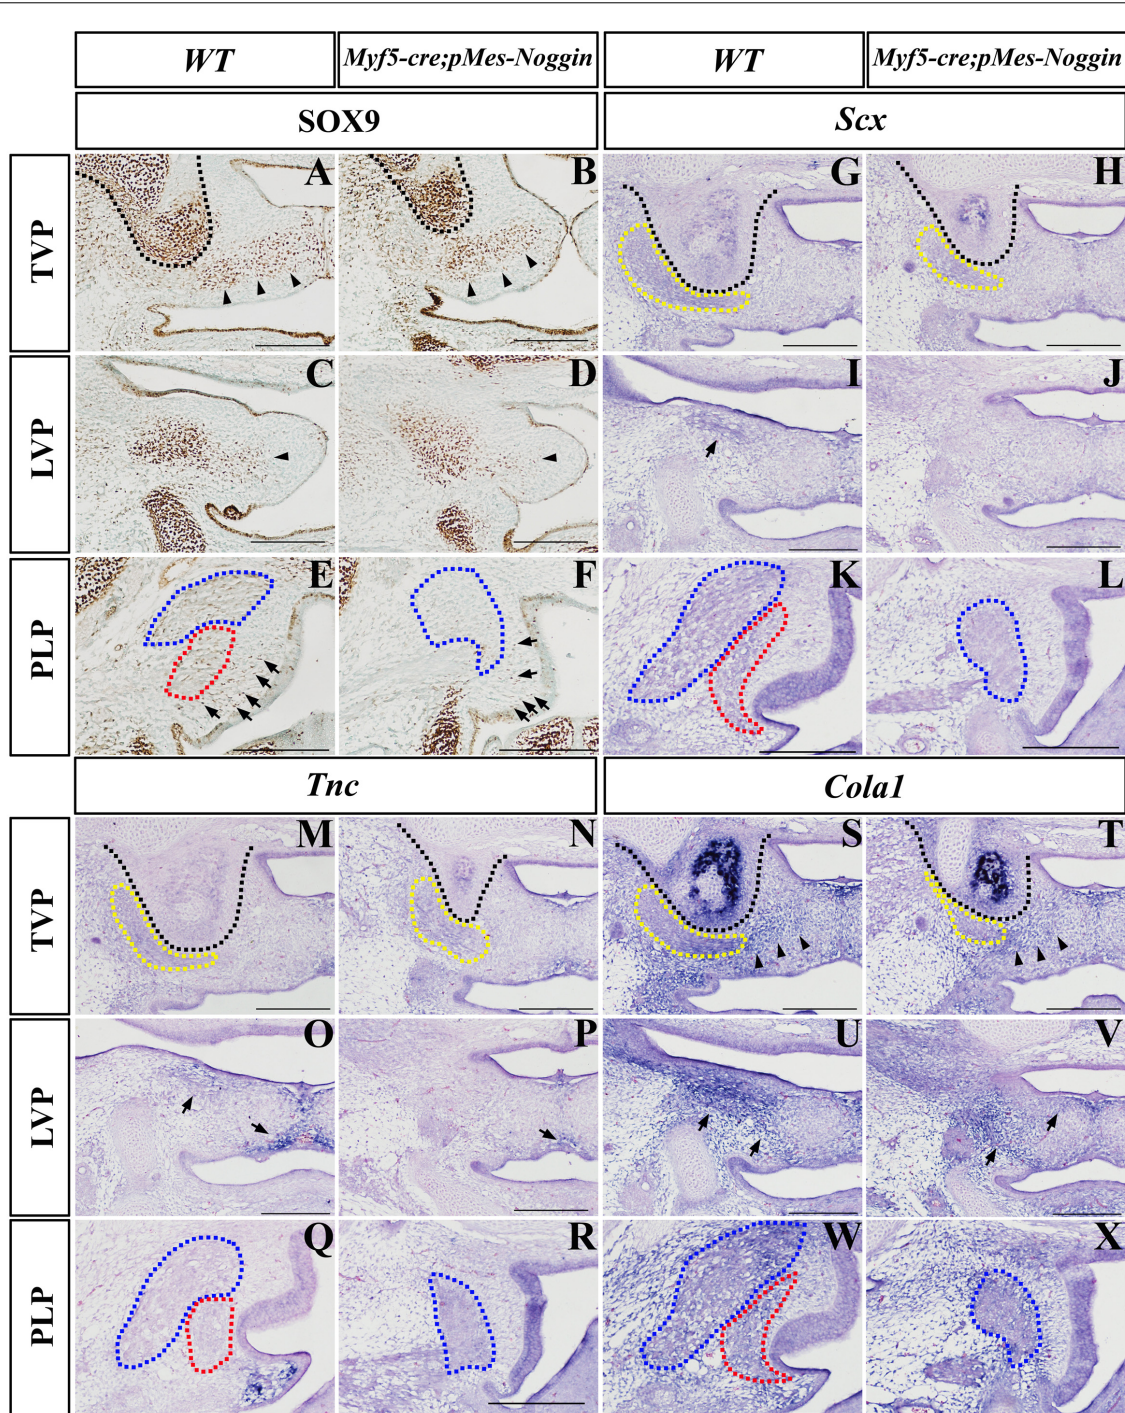 WT Myf5-cre;pMes-Noggin WT Myf5-cre;pMes-Noggin
SOX9 Scx
TVP A B G H
LVP C D I J
PLP E F K L
Tnc Cola1
TVP M N S T
LVP O P U V
PLP Q R W X